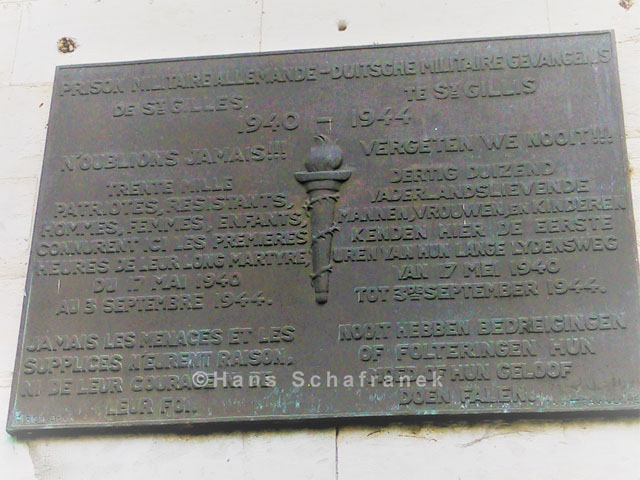 PRISON MILITAIRE ALLEMANDE – DUITSCHE MILITAIRE GEVANGENIS
DE ST GILLES. TE ST GILLIS
1940 – 1944
N'OUBLIONS JAMAIS!!!
TRENTE MILLE
PATRIOTES, RESISTANTS,
HOMMES, FEMMES, ENFANTS,
CONNURENT ICI, LES PREMIERES
HEURES DE LEUR LONG MARTYRE
DU 17 MAI 1940
AU 3 SEPTEMBRE 1944.
JAMAIS LES MENACES ET LES
SUPPLICES N'EURENT RAISON,
NI DE LEUR COURAGE
LEUR FOI.
VERGETEN WE NOOIT!!!
DERTIG DUIZEND
VADERLANDSLIEVENDE
MANNEN, VROUWEN, EN KINDEREN
KENDEN HIER DE EERSTE
UREN VAN HUN LANGE LYDENSWEG
VAN 17 MEI 1940
TOT 3DE SEPTEMBER 1944.
NOOIT HEBBEN BEDREIGINGEN
OF FOLTERINGEN HUN
OF HUN GELOOF
DOEN FALEN.
©Hans Schafranek